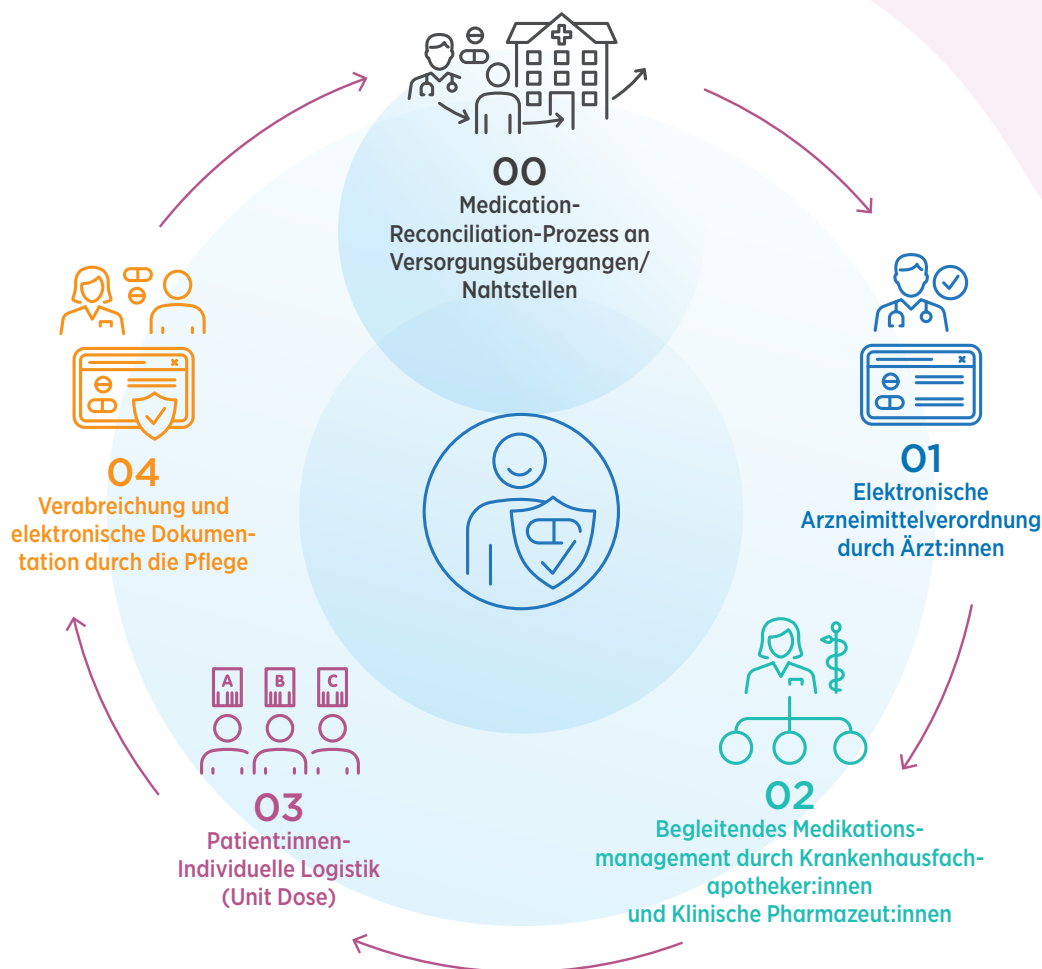 00
Medication-
Reconciliation-Prozess an
Versorgungsübergangen/
Nahtstellen
01
Elektronische
Arzneimittelverordnung
durch Ärzt:innen
02
Begleitendes Medikations-
management durch Krankenhausfach-
apotheker:innen
und Klinische Pharmazeut:innen
A B C
03
Patient:innen-
Individuelle Logistik
(Unit Dose)
04
Verabreichung und
elektronische Dokumen-
tation durch die Pflege